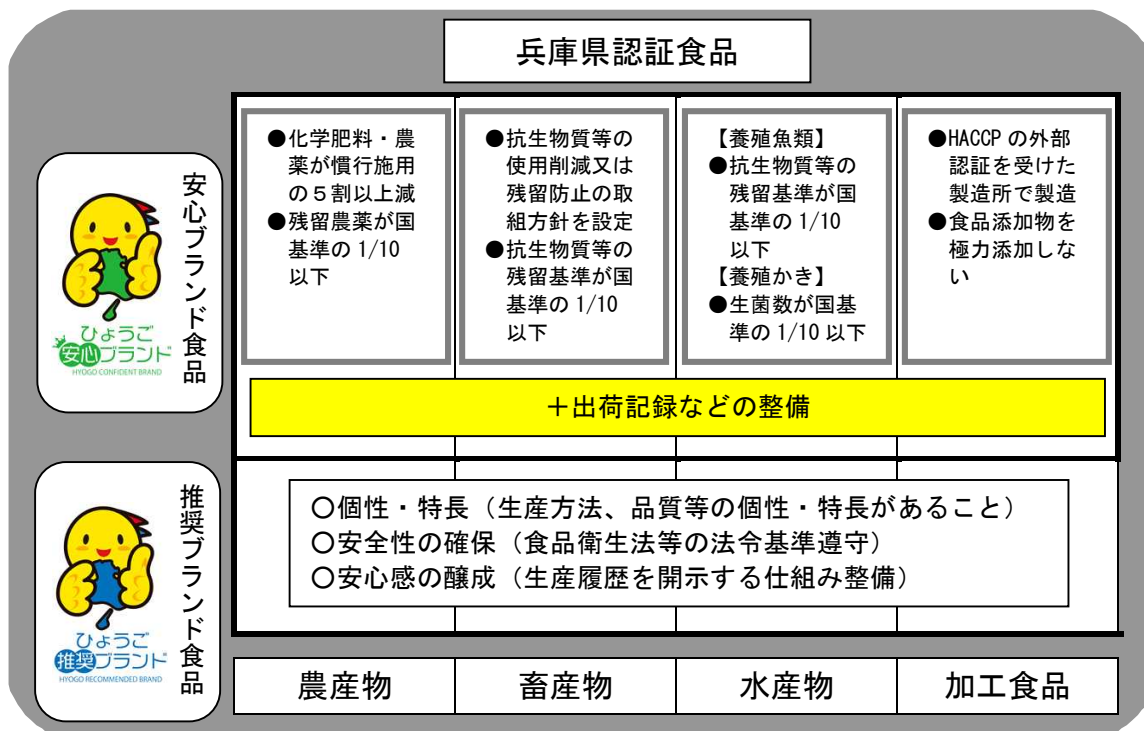 兵庫県認証食品
安心ブランド食品
ひょうご
安心ブランド
HYOGO CONFIDENT BRAND
●化学肥料・農
薬が慣行施用
の５割以上減
●残留農薬が国
基準の 1/10
以下
●抗生物質等の
使用削減又は
残留防止の取
組方針を設定
●抗生物質等の
残留基準が国
基準の 1/10
以下
【養殖魚類】
●抗生物質等の
残留基準が国
基準の 1/10
以下
【養殖かき】
●生菌数が国基
準の 1/10 以下
●HACCP の外部
認証を受けた
製造所で製造
●食品添加物を
極力添加しな
い
＋出荷記録などの整備
推奨ブランド食品
ひょうご
推奨ブランド
HYOGO RECOMMENDED BRAND
○個性・特長（生産方法、品質等の個性・特長があること）
○安全性の確保（食品衛生法等の法令基準遵守）
○安心感の醸成（生産履歴を開示する仕組み整備）
農産物
畜産物
水産物
加工食品